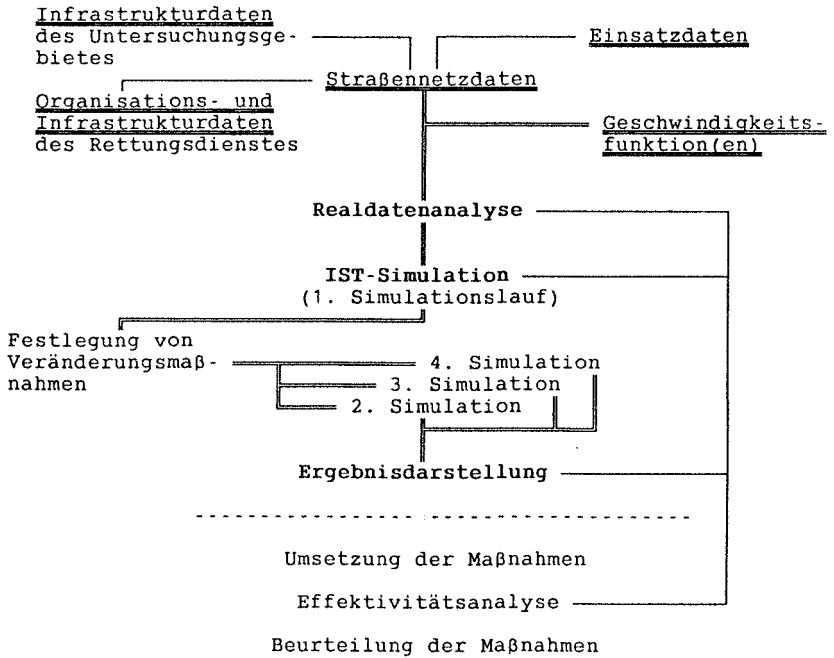 Infrastrukturdaten
des Untersuchungsge-
bietes
Einsatzdaten
Straßennetzdaten
Organisations- und
Infrastrukturdaten
des Rettungsdienstes
Geschwindigkeits-
funktion(en)
Realdatenanalyse
IST-Simulation
(1. Simulationslauf)
Festlegung von
Veränderungsmaß-
nahmen
4. Simulation
3. Simulation
2. Simulation
Ergebnisdarstellung
Umsetzung der Maßnahmen
Effektivitätsanalyse
Beurteilung der Maßnahmen